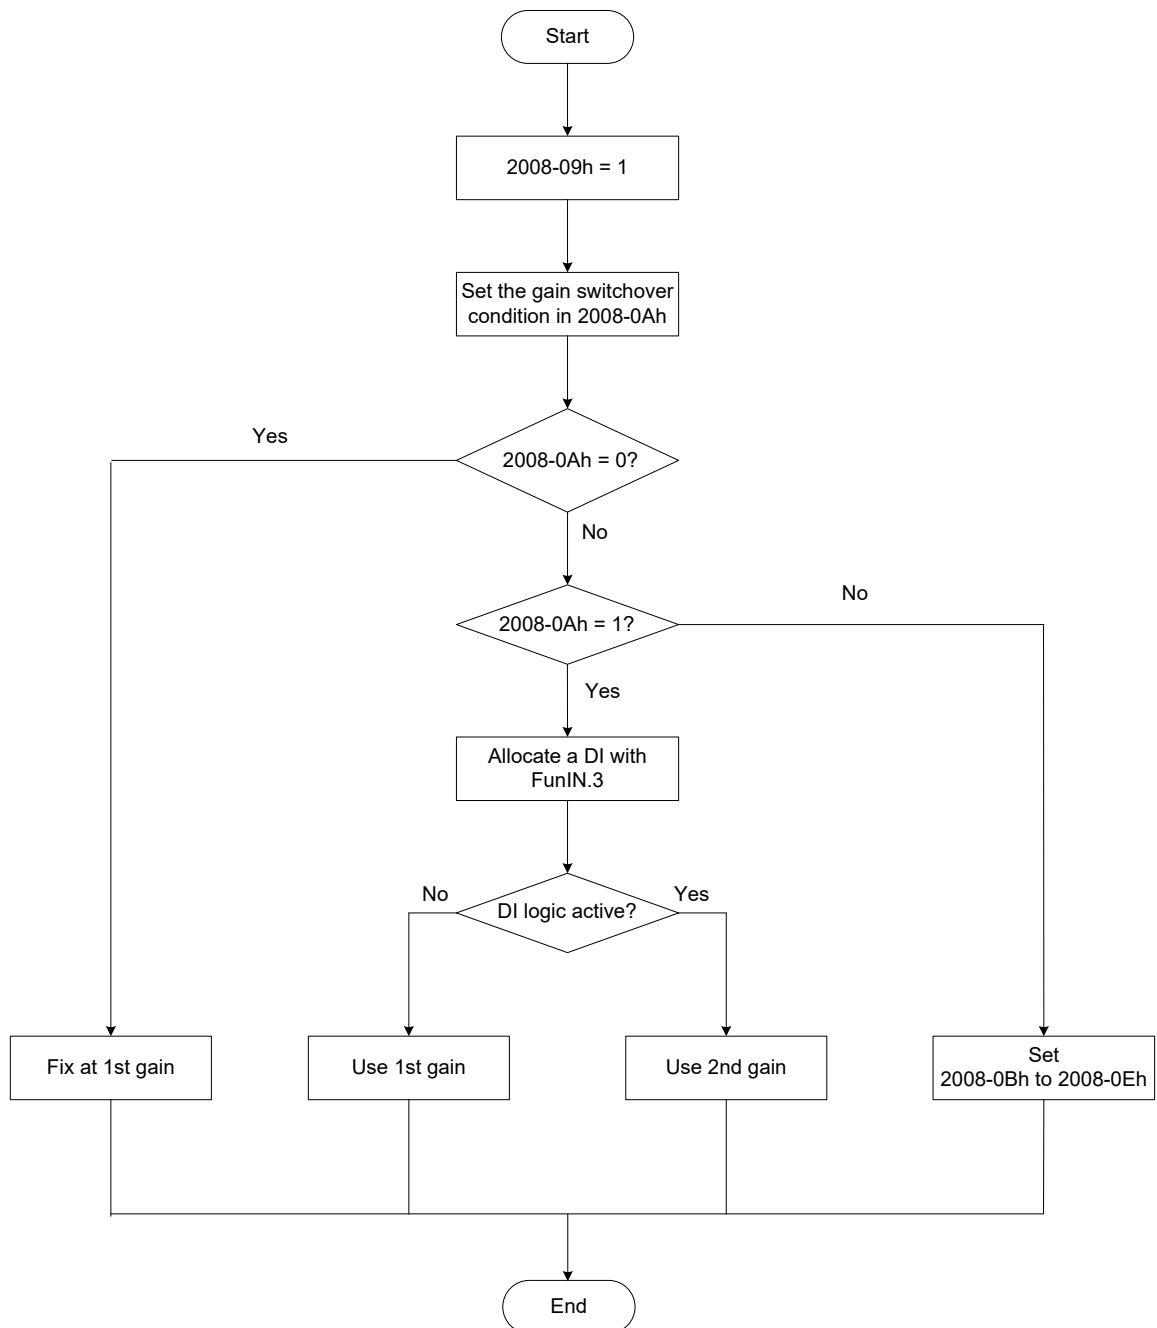 Start
2008-09h = 1
Set the gain switchover
condition in 2008-0Ah
Yes
2008-0Ah = 0?
No
No
2008-0Ah = 1?
Yes
Allocate a DI with
FunIN.3
No
Yes
DI logic active?
Fix at 1st gain
Use 1st gain
Use 2nd gain
Set
2008-0Bh to 2008-0Eh
End